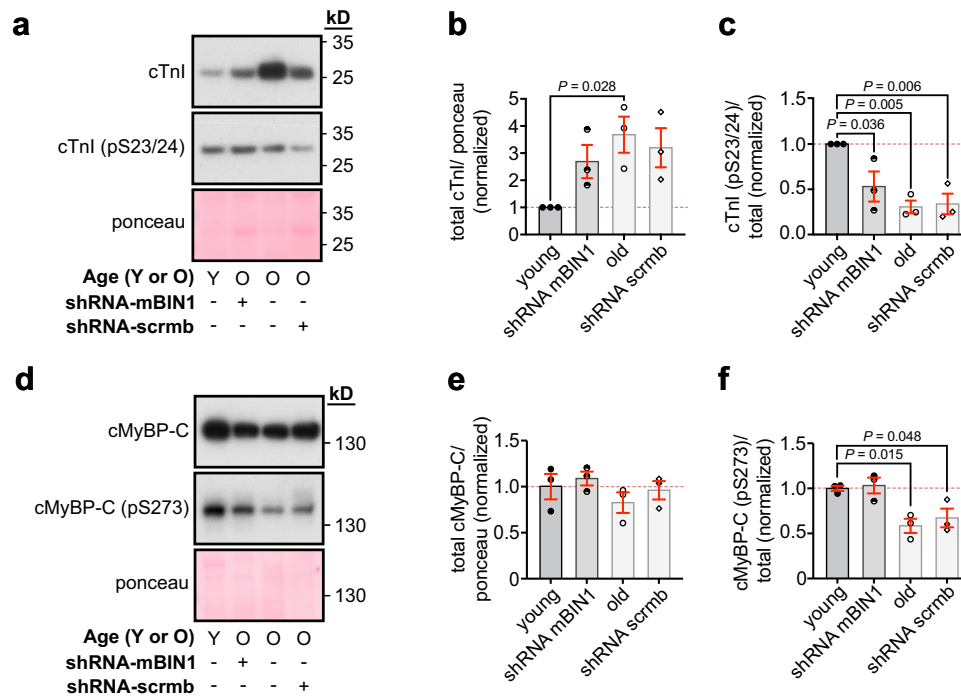 a
kD
cTnI
35
25
cTnI (pS23/24)
35
25
ponceau
35
25
Age (Y or O) Y O O O
shRNA-mBIN1 - + - -
shRNA-scrmb - - - +
b
total cTnI/ ponceau
(normalized)
5
4
3
2
1
0
P = 0.028
young
shRNA mBIN1
old
shRNA scrmb
c
cTnI (pS23/24)/
total (normalized)
1.5
1.0
0.5
0.0
P = 0.006
P = 0.005
P = 0.036
young
shRNA mBIN1
old
shRNA scrmb
d
kD
cMyBP-C
130
cMyBP-C (pS273)
130
ponceau
130
Age (Y or O) Y O O O
shRNA-mBIN1 - + - -
shRNA-scrmb - - - +
e
total cMyBP-C/
ponceau (normalized)
1.5
1.0
0.5
0
young
shRNA mBIN1
old
shRNA scrmb
f
cMyBP-C (pS273)/
total (normalized)
1.5
1.0
0.5
0
P = 0.048
P = 0.015
young
shRNA mBIN1
old
shRNA scrmb